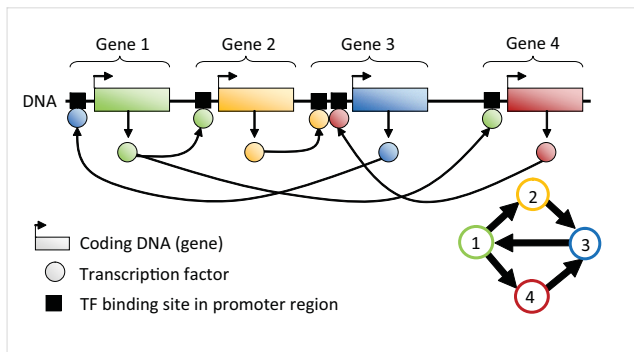 Gene 1 Gene 2 Gene 3 Gene 4
DNA
2
1 3
4
Coding DNA (gene)
Transcription factor
TF binding site in promoter region